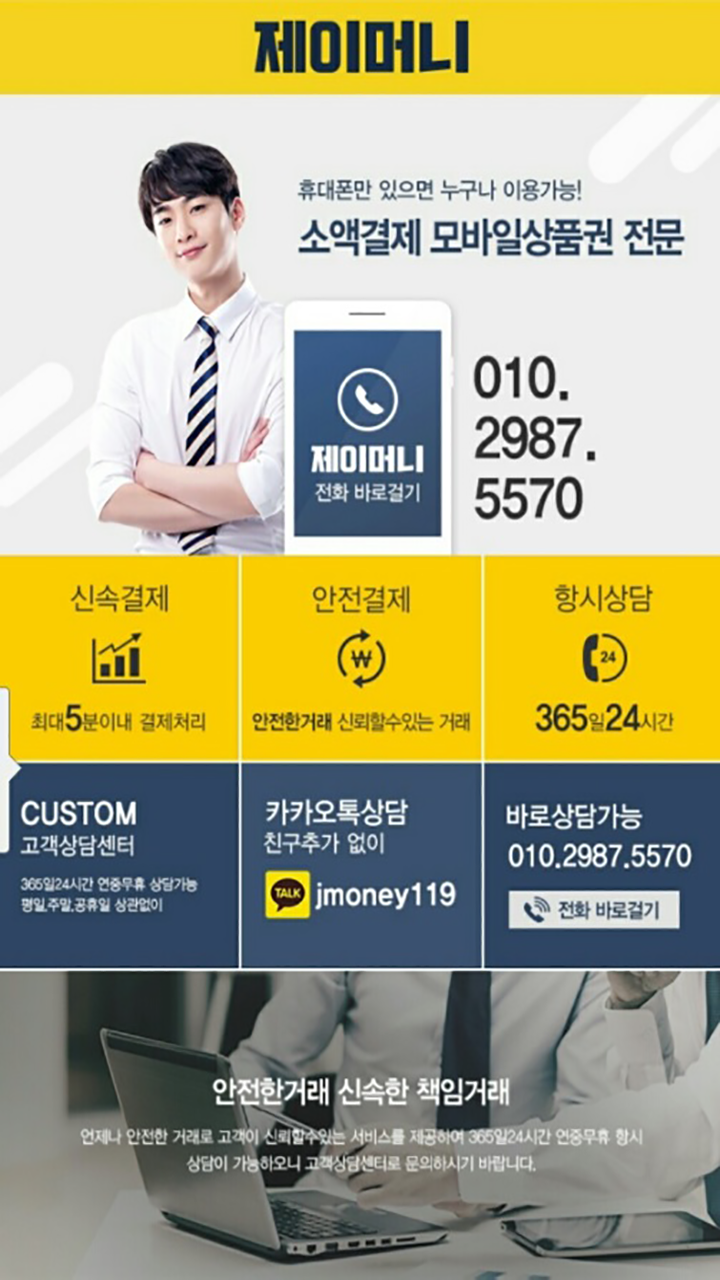 제이머니
휴대폰만 있으면 누구나 이용가능!
소액결제 모바일상품권 전문
제이머니
전화 바로걸기
010.
2987.
5570
신속결제
최대5분이내 결제처리
안전결제
₩
안전한거래 신뢰할수있는 거래
항시상담
24
365일24시간
CUSTOM
고객상담센터
365일24시간 연중무휴 상담가능
평일,주말,공휴일 상관없이
카카오톡상담
친구추가 없이
TALK jmoney119
바로상담가능
010.2987.5570
전화 바로걸기
안전한거래 신속한 책임거래
언제나 안전한 거래로 고객이 신뢰할수있는 서비스를 제공하여 365일24시간 연중무휴 항시
상담이 가능하오니 고객상담센터로 문의하시기 바랍니다.